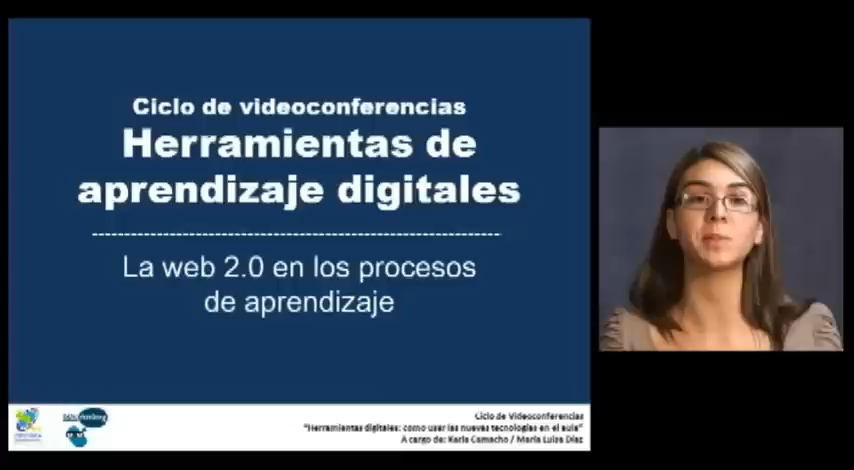 Ciclo de videoconferencias
Herramientas de
aprendizaje digitales
La web 2.0 en los procesos
de aprendizaje
Ciclo de Videoconferencias
"Herramientas digitales: como usar las nuevas tecnologías en el aula"
A cargo de: Karla Camacho / María Luisa Díaz